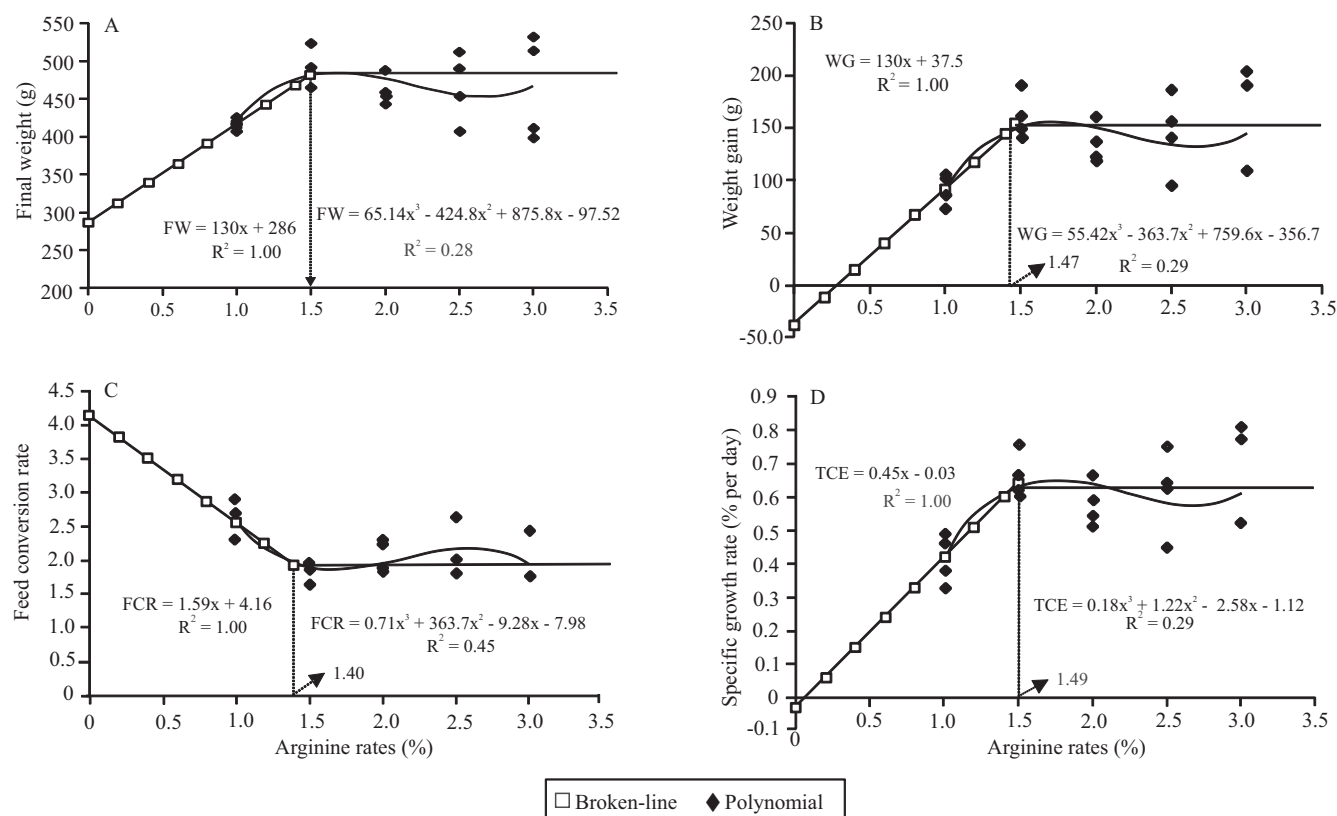 A
Final weight (g)
550
500
450
400
350
300
250
200
0
0.5
1.0
1.5
2.0
2.5
3.0
3.5
FW = 130x + 286
R² = 1.00
FW = 65.14x³ - 424.8x² + 875.8x - 97.52
R² = 0.28
B
Weight gain (g)
250
200
150
100
50
0
-50.0
0.5
1.0
1.5
2.0
2.5
3.0
3.5
WG = 130x + 37.5
R² = 1.00
WG = 55.42x³ - 363.7x² + 759.6x - 356.7
R² = 0.29
1.47
C
Feed conversion rate
4.5
4.0
3.5
3.0
2.5
2.0
1.5
1.0
0.5
0
0
0.5
1.0
1.5
2.0
2.5
3.0
3.5
Arginine rates (%)
FCR = 1.59x + 4.16
R² = 1.00
FCR = 0.71x³ + 363.7x² - 9.28x - 7.98
R² = 0.45
1.40
D
Specific growth rate (% per day)
0.9
0.8
0.7
0.6
0.5
0.4
0.3
0.2
0.1
0
-0.1
0
0.5
1.0
1.5
2.0
2.5
3.0
3.5
Arginine rates (%)
TCE = 0.45x - 0.03
R² = 1.00
TCE = 0.18x³ + 1.22x² - 2.58x - 1.12
R² = 0.29
1.49
Broken-line
Polynomial